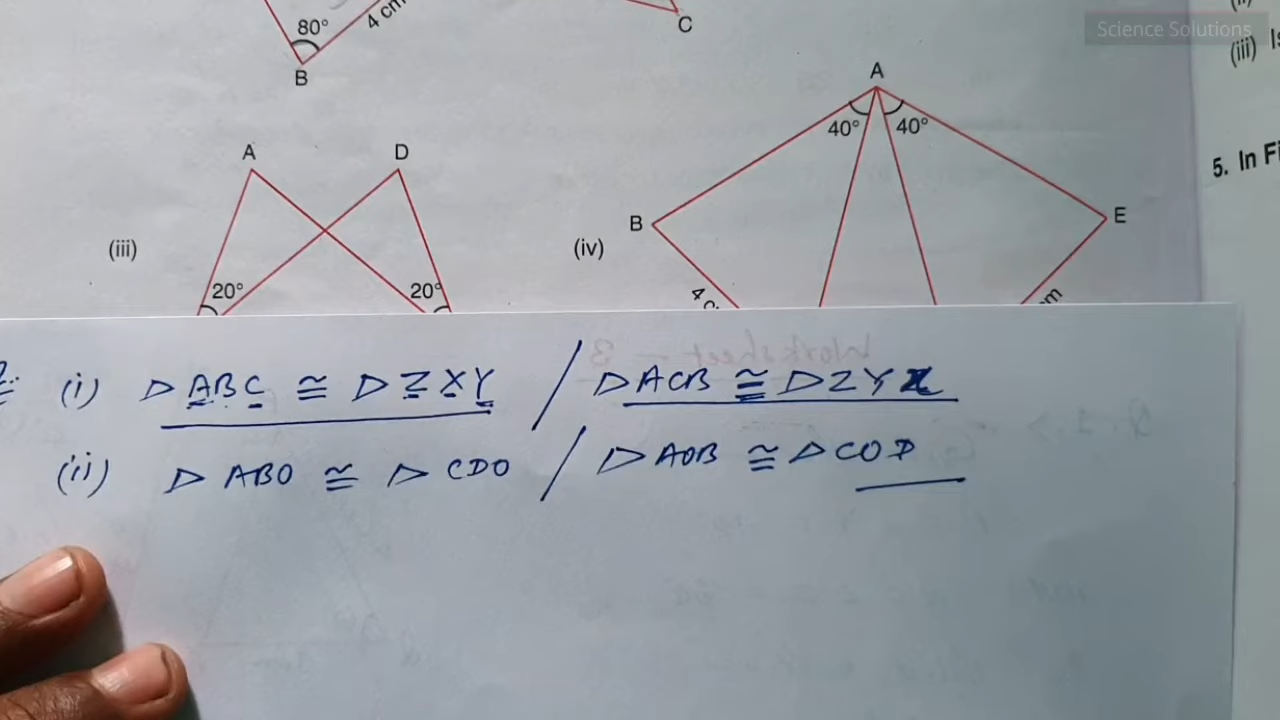 Science Solutions
80°
4 cm
B
C
(iii) Is
A
40° 40°
5. In Fi
A D
B E
(iii) (iv)
20° 20°
(i) △ ABC ≅ △ ZXY / △ACB ≅ △ZYX
(ii) △ ABO ≅ △ CDO / △ AOB ≅ △COD